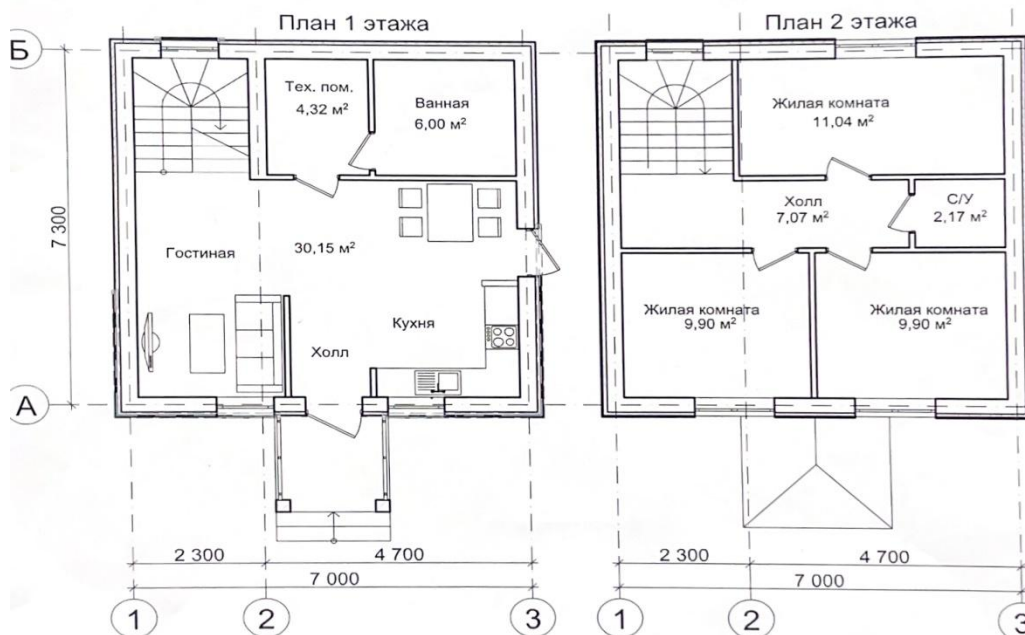 План 1 этажа
Б
Тех. пом.
4,32 м²
Ванная
6,00 м²
7 300
Гостиная
30,15 м²
Кухня
Холл
А
2 300
4 700
7 000
1
2
3
План 2 этажа
Жилая комната
11,04 м²
Холл
7,07 м²
С/У
2,17 м²
Жилая комната
9,90 м²
Жилая комната
9,90 м²
2 300
4 700
7 000
1
2
3